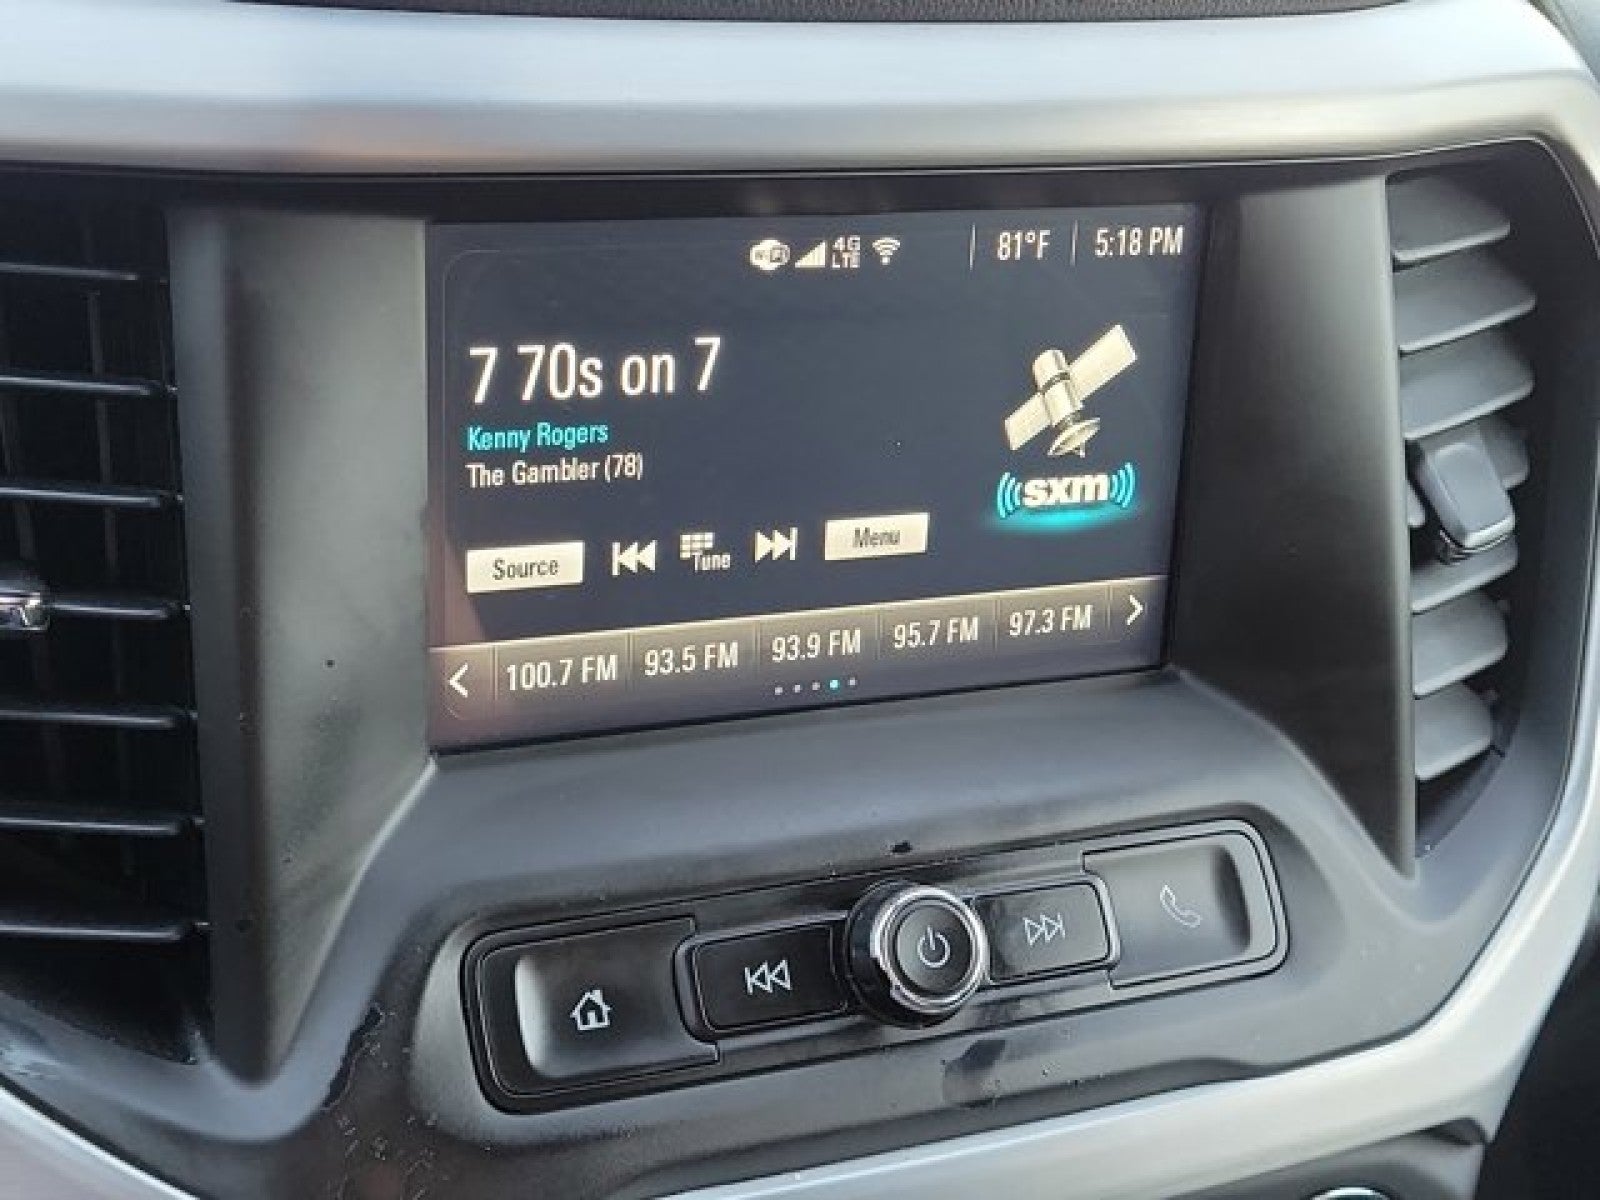 WiFi 4G LTE 81°F 5:18 PM
7 70s on 7
Kenny Rogers
The Gambler (78)
((sxm))
Source Tune Menu
100.7 FM 93.5 FM 93.9 FM 95.7 FM 97.3 FM